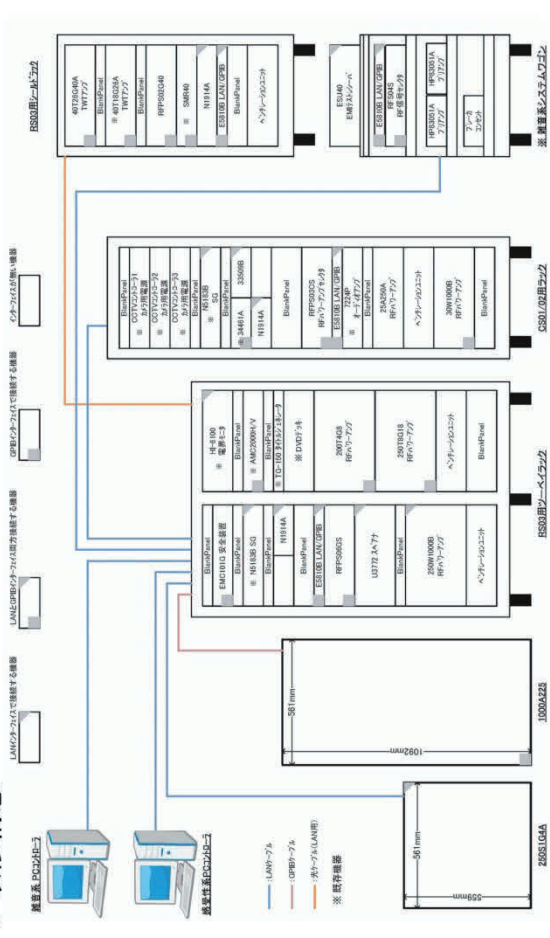 雑音系 PCコントローラ
感受性系PCコントローラ
:LANケーブル
:GPIBケーブル
:光ケーブル(LAN用)
※ 既存機器
LANインターフェイスで接続する機器
LANとGPIBインターフェイス両方接続する機器
GPIBインターフェイスで接続する機器
インターフェイスが無い機器
561mm
559mm
250S1G4A
561mm
1092mm
1000A225
BlankPanel
EMC101G 安全装置
BlankPanel
※ N5183B SG
N1914A
BlankPanel
E5810B LAN/GPIB
RFPS06OS
U3772 スペアナ
BlankPanel
250W1000B
RFパワーアンプ
ベンチレーションユニット
HI-6100
※ 電界モニタ
BlankPanel
※ AMC2000H/V
BlankPanel
※ TG-150 タイトルジェネレータ
※ DVDデッキ
200T4G8
RFパワーアンプ
250T8G18
RFパワーアンプ
ベンチレーションユニット
BlankPanel
RS03用ツーベイラック
BlankPanel
CCTVコントローラ1
※ カメラ用電源
CCTVコントローラ2
※ カメラ用電源
CCTVコントローラ3
※ カメラ用電源
BlankPanel
N5183B
※ SG
※ 34461A
33509B
N1914A
BlankPanel
RFPS03CS
RFパワーアンプセレクタ
E5810B LAN/GPIB
7224P
※ オーディオアンプ
25A250A
RFパワーアンプ
ベンチレーションユニット
30W1000B
RFパワーアンプ
BlankPanel
CS01/02用ラック
RS03用シールドラック
40T26G40A
TWTアンプ
BlankPanel
※ 40T18G26A
TWTアンプ
BlankPanel
RFPS02G40
※ SMR40
N1914A
E5810B LAN/GPIB
BlankPanel
ベンチレーションユニット
ESU40
EMIテストレシーバ
E5810B LAN/GPIB
RFS04S
RF信号セレクタ
HP83051A
プリアンプ
HP83051A
プリアンプ
ブレーカ
コンセント
※ 雑音系システムワゴン